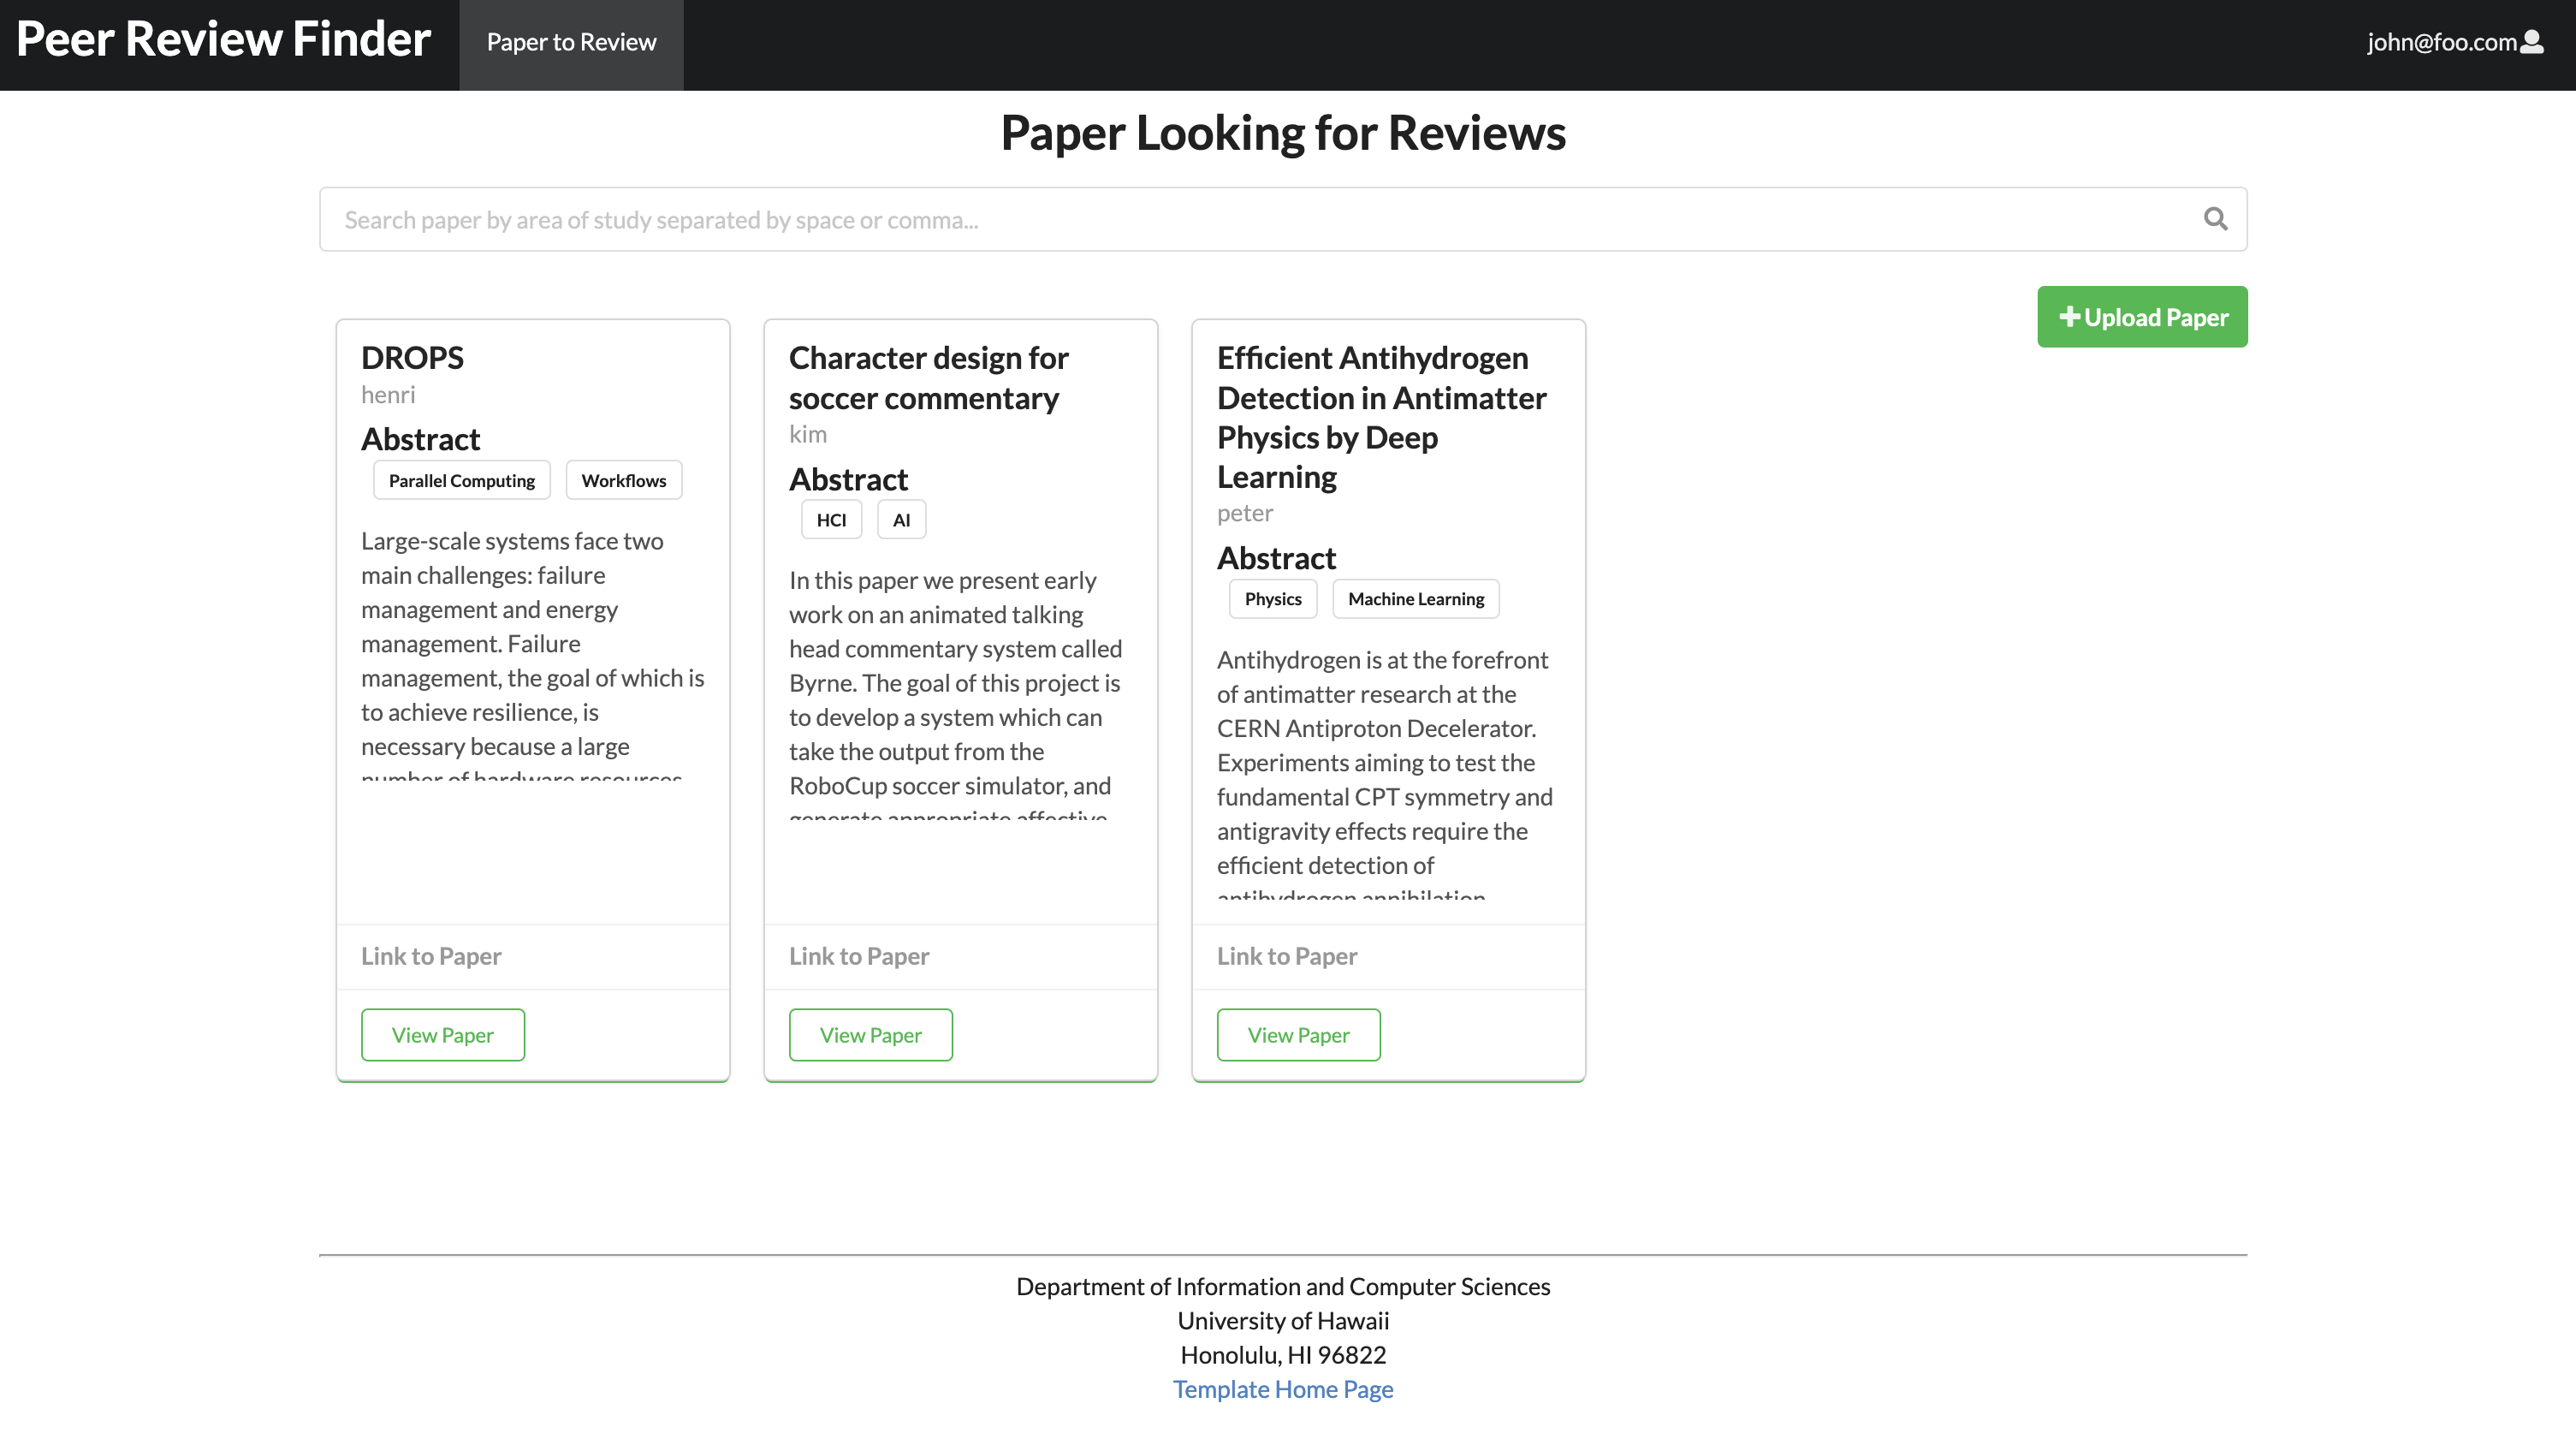 Peer Review Finder
Paper to Review
john@foo.com
Paper Looking for Reviews
Search paper by area of study separated by space or comma...
Upload Paper
DROPS
henri
Abstract
Parallel Computing
Workflows
Large-scale systems face two
main challenges: failure
management and energy
management. Failure
management, the goal of which is
to achieve resilience, is
necessary because a large
number of hardware resources
Link to Paper
View Paper
Character design for
soccer commentary
kim
Abstract
HCI
AI
In this paper we present early
work on an animated talking
head commentary system called
Byrne. The goal of this project is
to develop a system which can
take the output from the
RoboCup soccer simulator, and
generate appropriate affective
Link to Paper
View Paper
Efficient Antihydrogen
Detection in Antimatter
Physics by Deep
Learning
peter
Abstract
Physics
Machine Learning
Antihydrogen is at the forefront
of antimatter research at the
CERN Antiproton Decelerator.
Experiments aiming to test the
fundamental CPT symmetry and
antigravity effects require the
efficient detection of
antihydrogen annihilation
Link to Paper
View Paper
Department of Information and Computer Sciences
University of Hawaii
Honolulu, HI 96822
Template Home Page